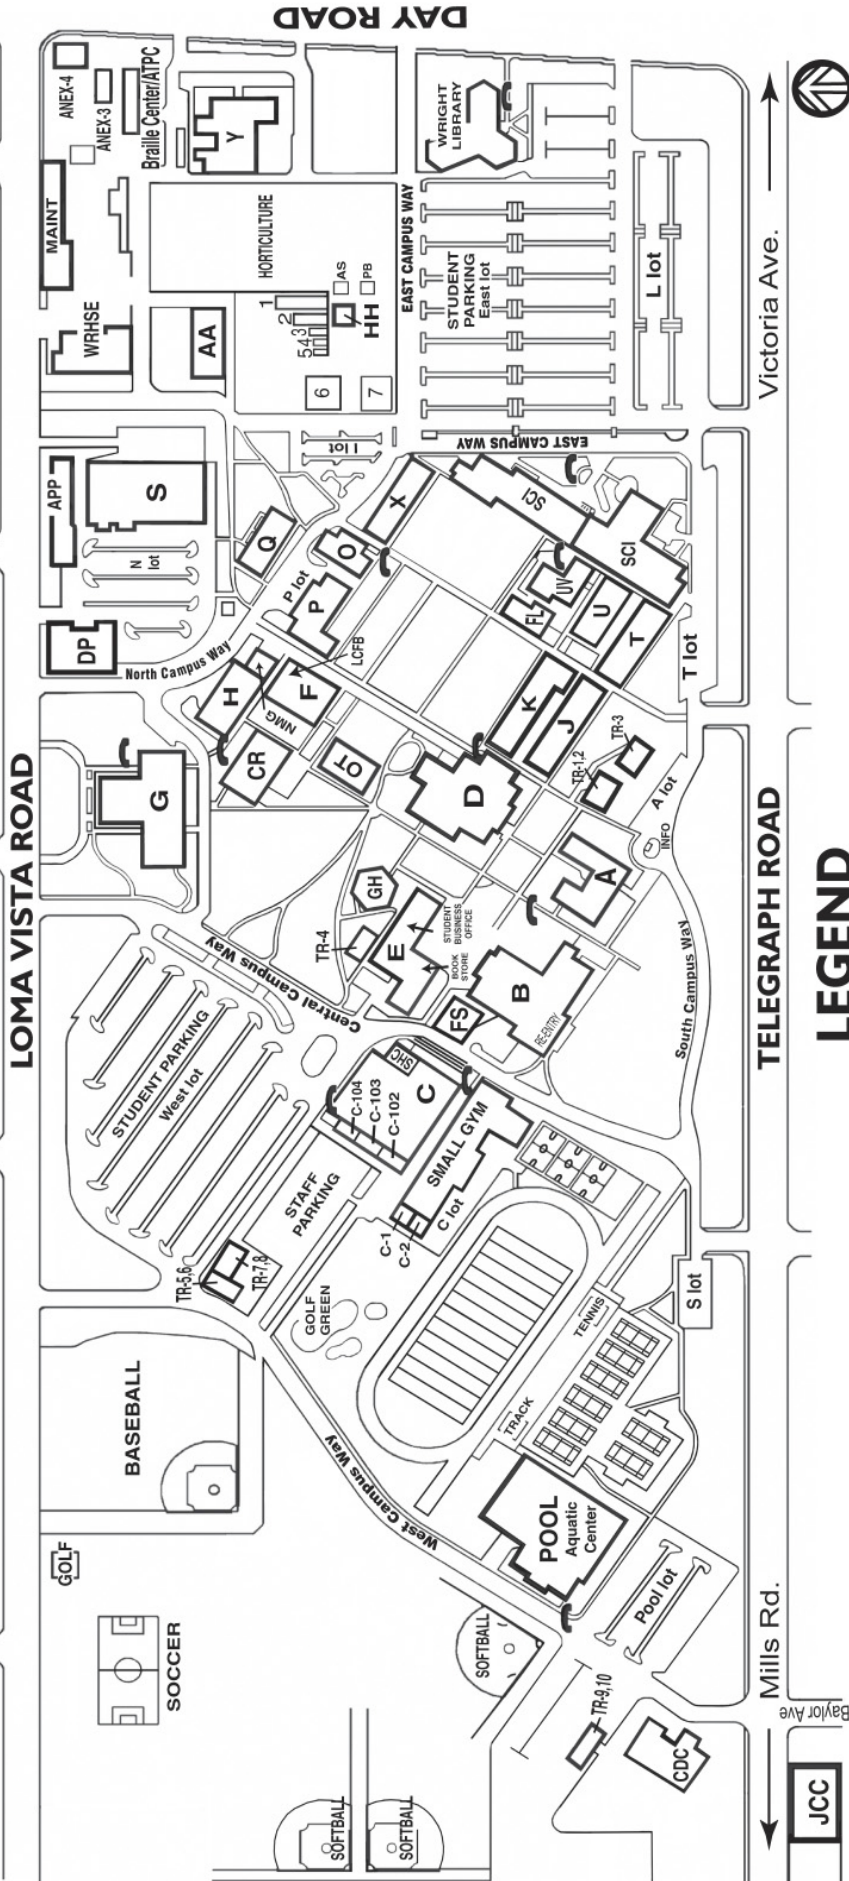 DAY ROAD
ANEX-4
ANEX-3
Braille Center/ATPC
Y
WRIGHT
LIBRARY
MAINT
HORTICULTURE
EAST CAMPUS WAY
AS
PB
HH
1
2
3
4
5
6
7
STUDENT
PARKING
East lot
L lot
Victoria Ave.
WRHSE
AA
EAST CAMPUS WAY
I lot
APP
S
N
lot
DP
Q
X
O
P lot
P
SCI
SCI
UV
FL
U
T
T lot
North Campus Way
LCFB
H
F
NMG
CR
OT
K
J
TR-3
TR-1,2
A lot
INFO
LOMA VISTA ROAD
G
D
A
GH
TR-4
E
STUDENT
BUSINESS
OFFICE
BOOK
STORE
B
RE-ENTRY
FS
Central Campus Way
South Campus Way
TELEGRAPH ROAD
LEGEND
STUDENT PARKING
West lot
SHC
C
C-104
C-103
C-102
SMALL GYM
C-1
C-2
C lot
STAFF
PARKING
TR-5,6
TR-7,8
GOLF
GREEN
S lot
TENNIS
TRACK
BASEBALL
West Campus Way
POOL
Aquatic
Center
Pool lot
GOLF
SOCCER
SOFTBALL
TR-9,10
CDC
Mills Rd.
Baylor Ave
JCC
SOFTBALL
SOFTBALL